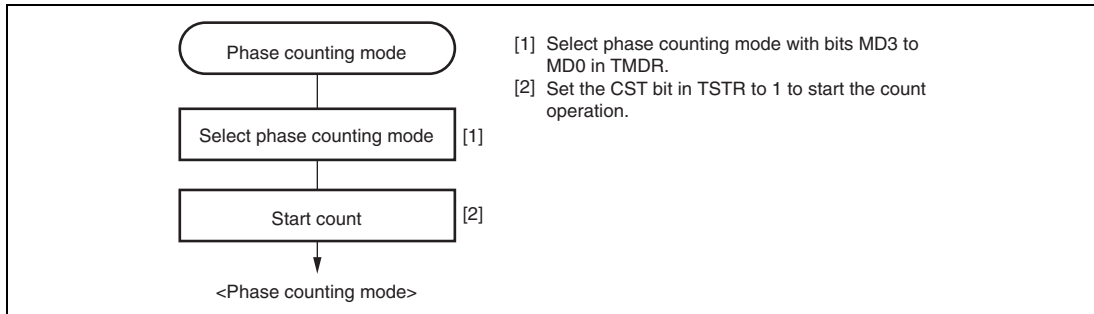 Phase counting mode
Select phase counting mode [1]
Start count [2]
<Phase counting mode>
[1] Select phase counting mode with bits MD3 to
MD0 in TMDR.
[2] Set the CST bit in TSTR to 1 to start the count
operation.